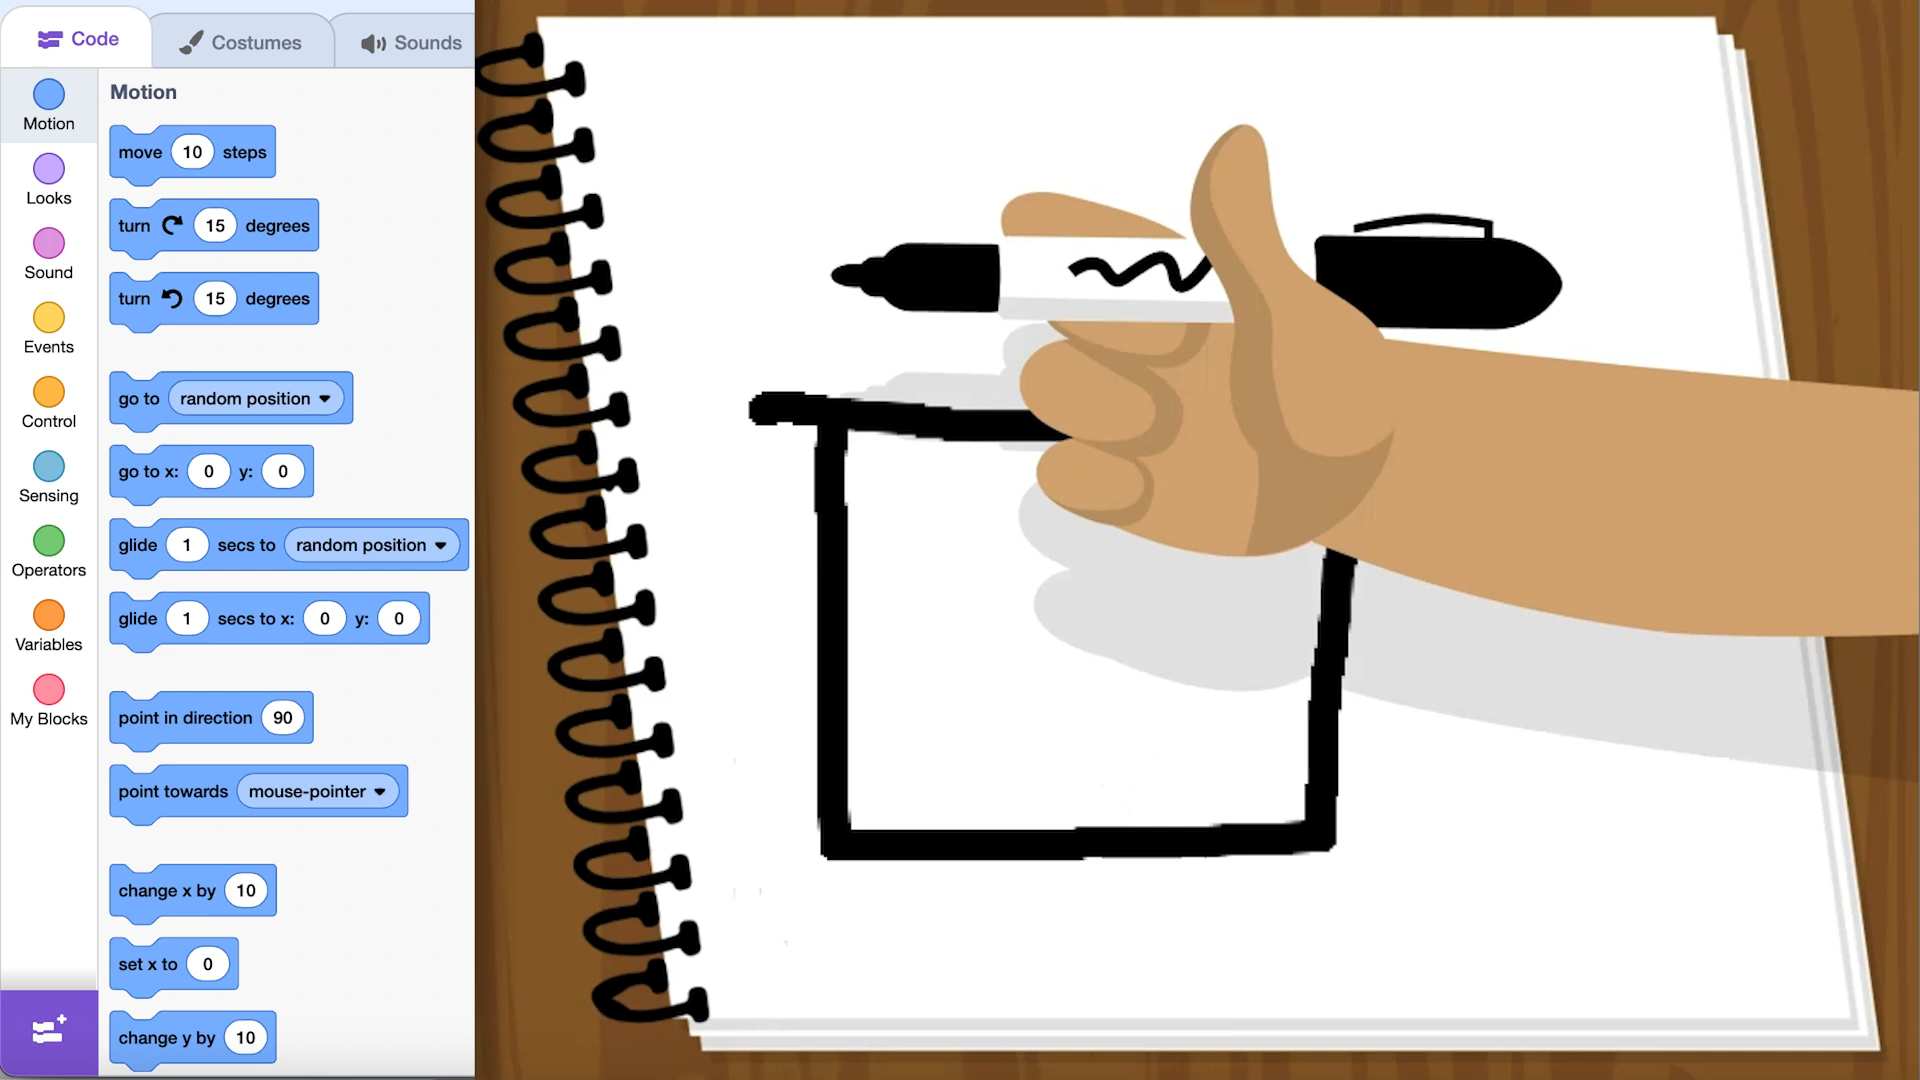 Code Costumes Sounds
Motion
Looks
Sound
Events
Control
Sensing
Operators
Variables
My Blocks
Motion
move 10 steps
turn 15 degrees
turn 15 degrees
go to random position
go to x: 0 y: 0
glide 1 secs to random position
glide 1 secs to x: 0 y: 0
point in direction 90
point towards mouse-pointer
change x by 10
set x to 0
change y by 10